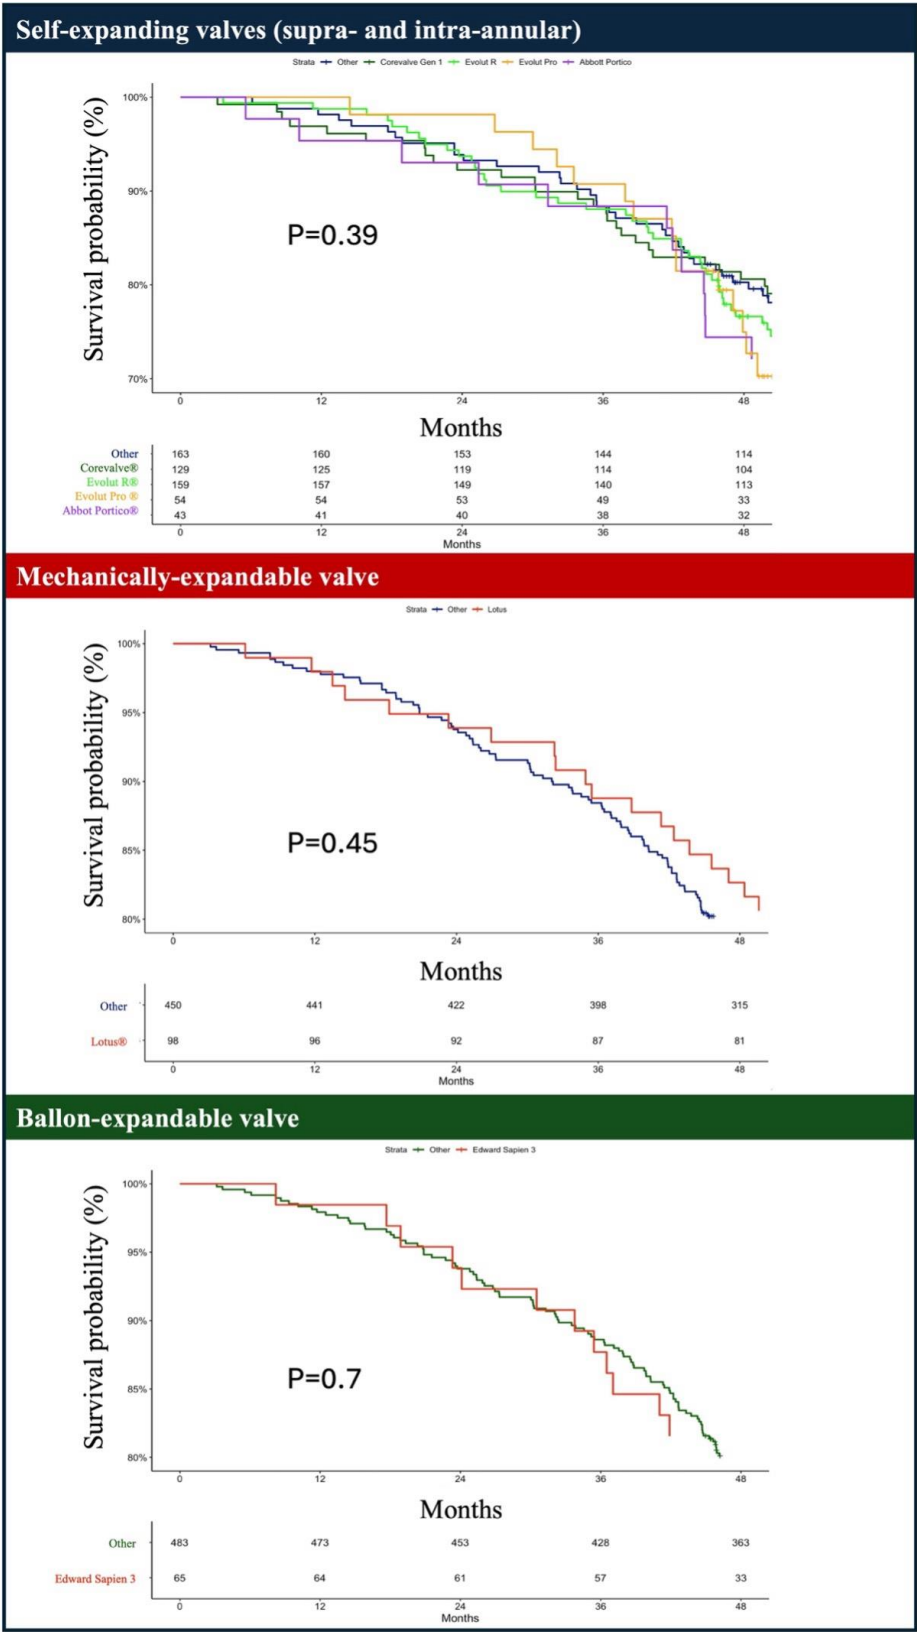 Self-expanding valves (supra- and intra-annular)
Strata Other Corevalve Gen 1 Evolut R Evolut Pro Abbott Portico
Survival probability (%)
100%
90%
80%
70%
P=0.39
0 12 24 36 48
Months
Other 163 160 153 144 114
Corevalve® 129 125 119 114 104
Evolut R® 159 157 149 140 113
Evolut Pro ® 54 54 53 49 33
Abbot Portico® 43 41 40 38 32
0 12 24 36 48
Months
Mechanically-expandable valve
Strata Other Lotus
Survival probability (%)
100%
95%
90%
85%
80%
P=0.45
0 12 24 36 48
Months
Other 450 441 422 398 315
Lotus® 98 96 92 87 81
0 12 24 36 48
Months
Ballon-expandable valve
Strata Other Edward Sapien 3
Survival probability (%)
100%
95%
90%
85%
80%
P=0.7
0 12 24 36 48
Months
Other 483 473 453 428 363
Edward Sapien 3 65 64 61 57 33
0 12 24 36 48
Months